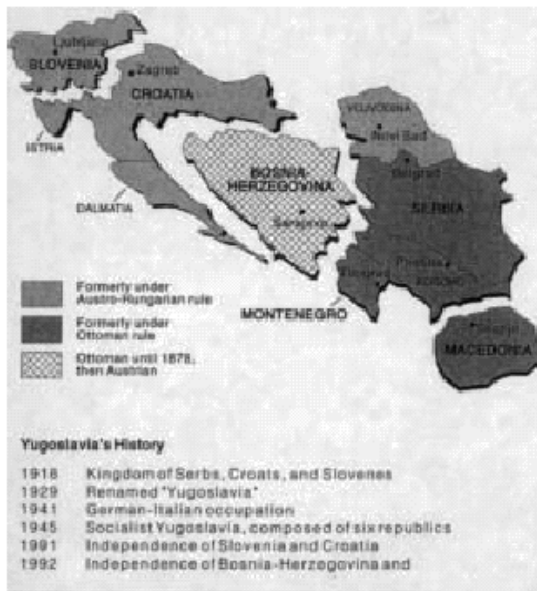 Ljubljana
SLOVENIA
Zagreb
CROATIA
ISTRIA
VOJVODINA
Novi Sad
BOSNIA-
HERZEGOVINA
Belgrad
DALMATIA
Sarajevo
SERBIA
Pristina
KOSOVO
MONTENEGRO
MACEDONIA
Formerly under
Austro-Hungarian rule
Formerly under
Ottoman rule
Ottoman until 1878,
then Austrian
Yugoslavia's History
1918 Kingdom of Serbs, Croats, and Slovenes
1929 Renamed "Yugoslavia"
1941 German-Italian occupation
1945 Socialist Yugoslavia, composed of six republics
1991 Independence of Slovenia and Croatia
1992 Independence of Bosnia-Herzogovina and